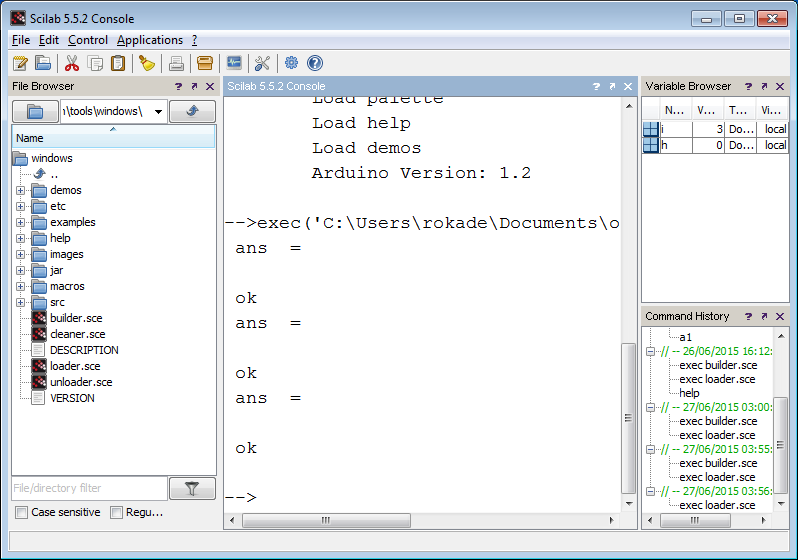 Scilab 5.5.2 Console
File Edit Control Applications ?
File Browser ? 
ı\tools\windows\
Name
windows
..
demos
etc
examples
help
images
jar
macros
src
builder.sce
cleaner.sce
DESCRIPTION
loader.sce
unloader.sce
VERSION
File/directory filter
Case sensitive Regu...
Scilab 5.5.2 Console ?
Load palette
Load help
Load demos
Arduino Version: 1.2
-->exec('C:\Users\rokade\Documents\o
ans =
ok
ans =
ok
ans =
ok
-->
Variable Browser ?
N... V... T... Vi...
i 3 Do... local
h 0 Do... local
Command History ?
a1
// -- 26/06/2015 16:12:
exec builder.sce
exec loader.sce
help
// -- 27/06/2015 03:00:
exec builder.sce
exec loader.sce
// -- 27/06/2015 03:55:
exec builder.sce
exec loader.sce
// -- 27/06/2015 03:56:
exec loader.sce